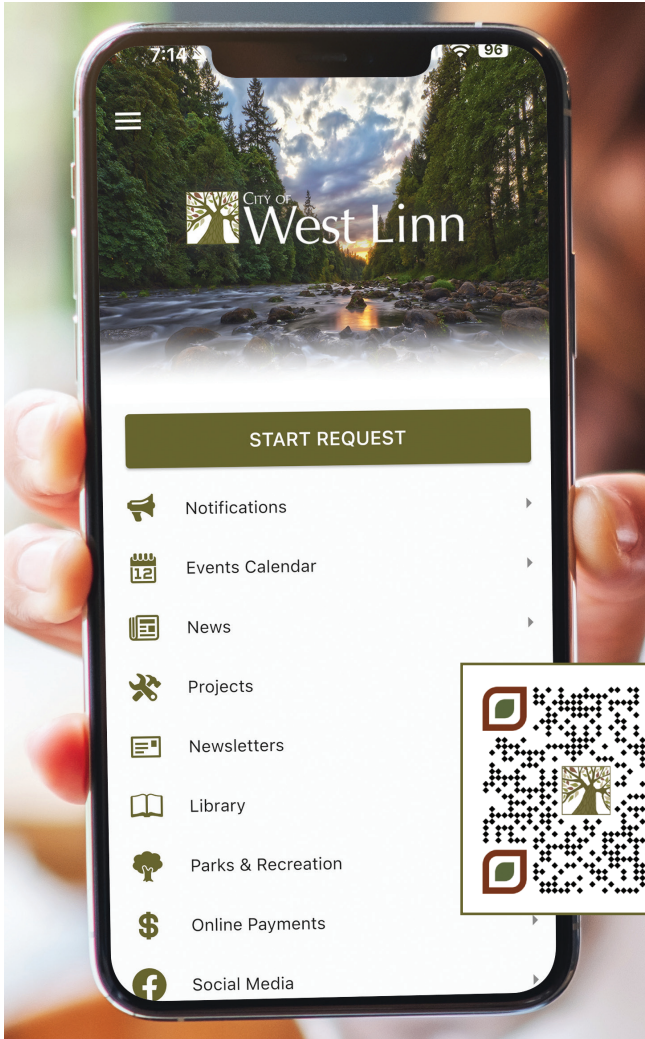 7:14
96
CITY OF
West Linn
START REQUEST
Notifications
Events Calendar
12
News
Projects
Newsletters
Library
Parks & Recreation
$ Online Payments
Social Media